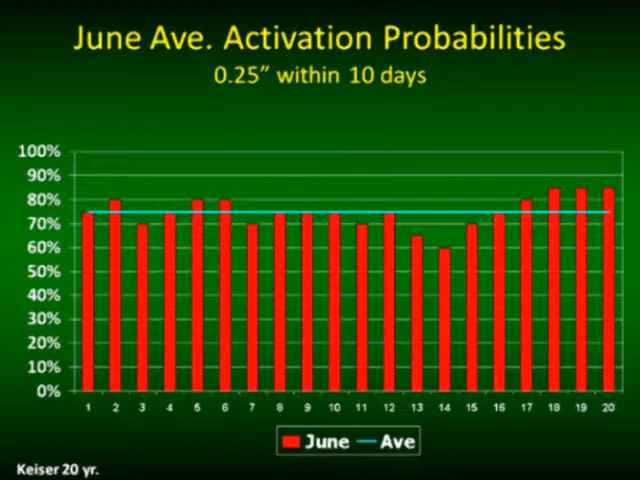 June Ave. Activation Probabilities
0.25” within 10 days
100%
90%
80%
70%
60%
50%
40%
30%
20%
10%
0%
1 2 3 4 5 6 7 8 9 10 11 12 13 14 15 16 17 18 19 20
June Ave
Keiser 20 yr.